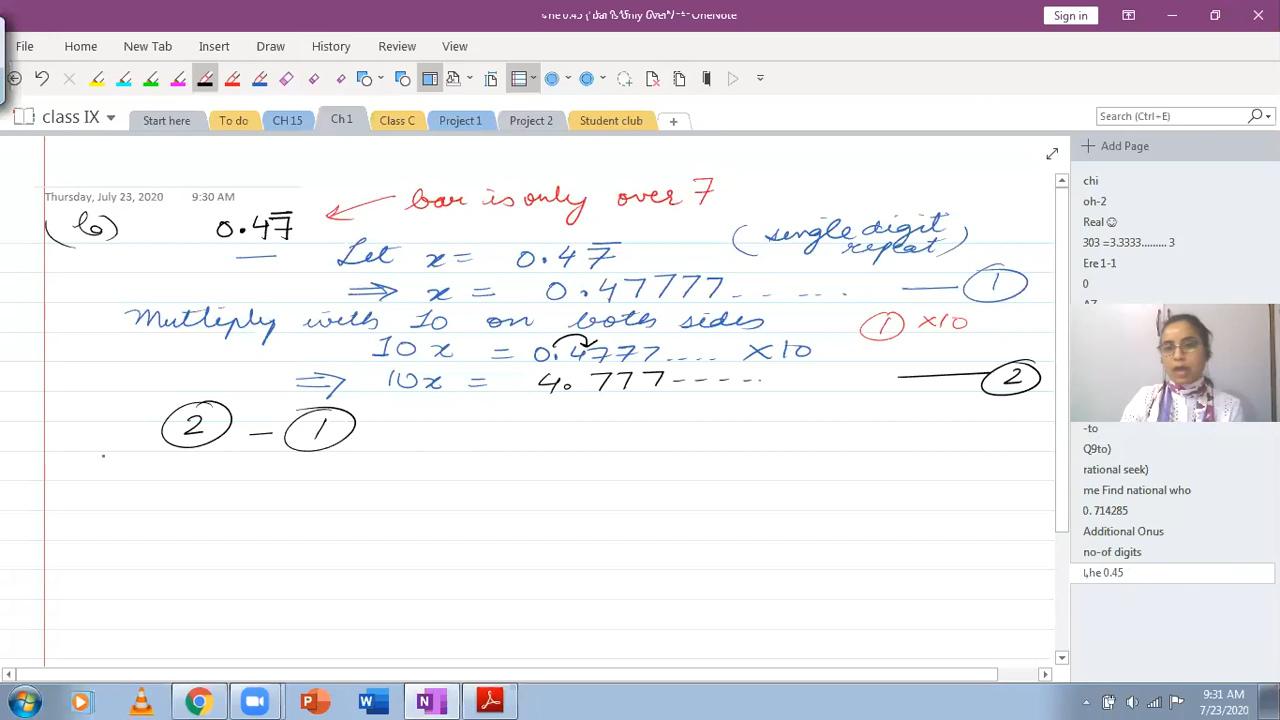 Sign in
File Home New Tab Insert Draw History Review View
class IX Start here To do CH 15 Ch 1 Class C Project 1 Project 2 Student club
Search (Ctrl+E)
Add Page
Thursday, July 23, 2020 9:30 AM
bar is only over 7
(b) 0.47̅
(single digit repeat)
Let x = 0.47̅
⇒ x = 0.47777...... — ①
Multiply with 10 on both sides ① ×10
10x = 0.4777.... ×10
⇒ 10x = 4.777------ — ②
② - ①
chi
oh-2
Real ☺
303 =3.3333......... 3
Ere 1-1
0
-to
Q9to)
rational seek)
me Find national who
0. 714285
Additional Onus
no-of digits
I,he 0.45
9:31 AM
7/23/2020